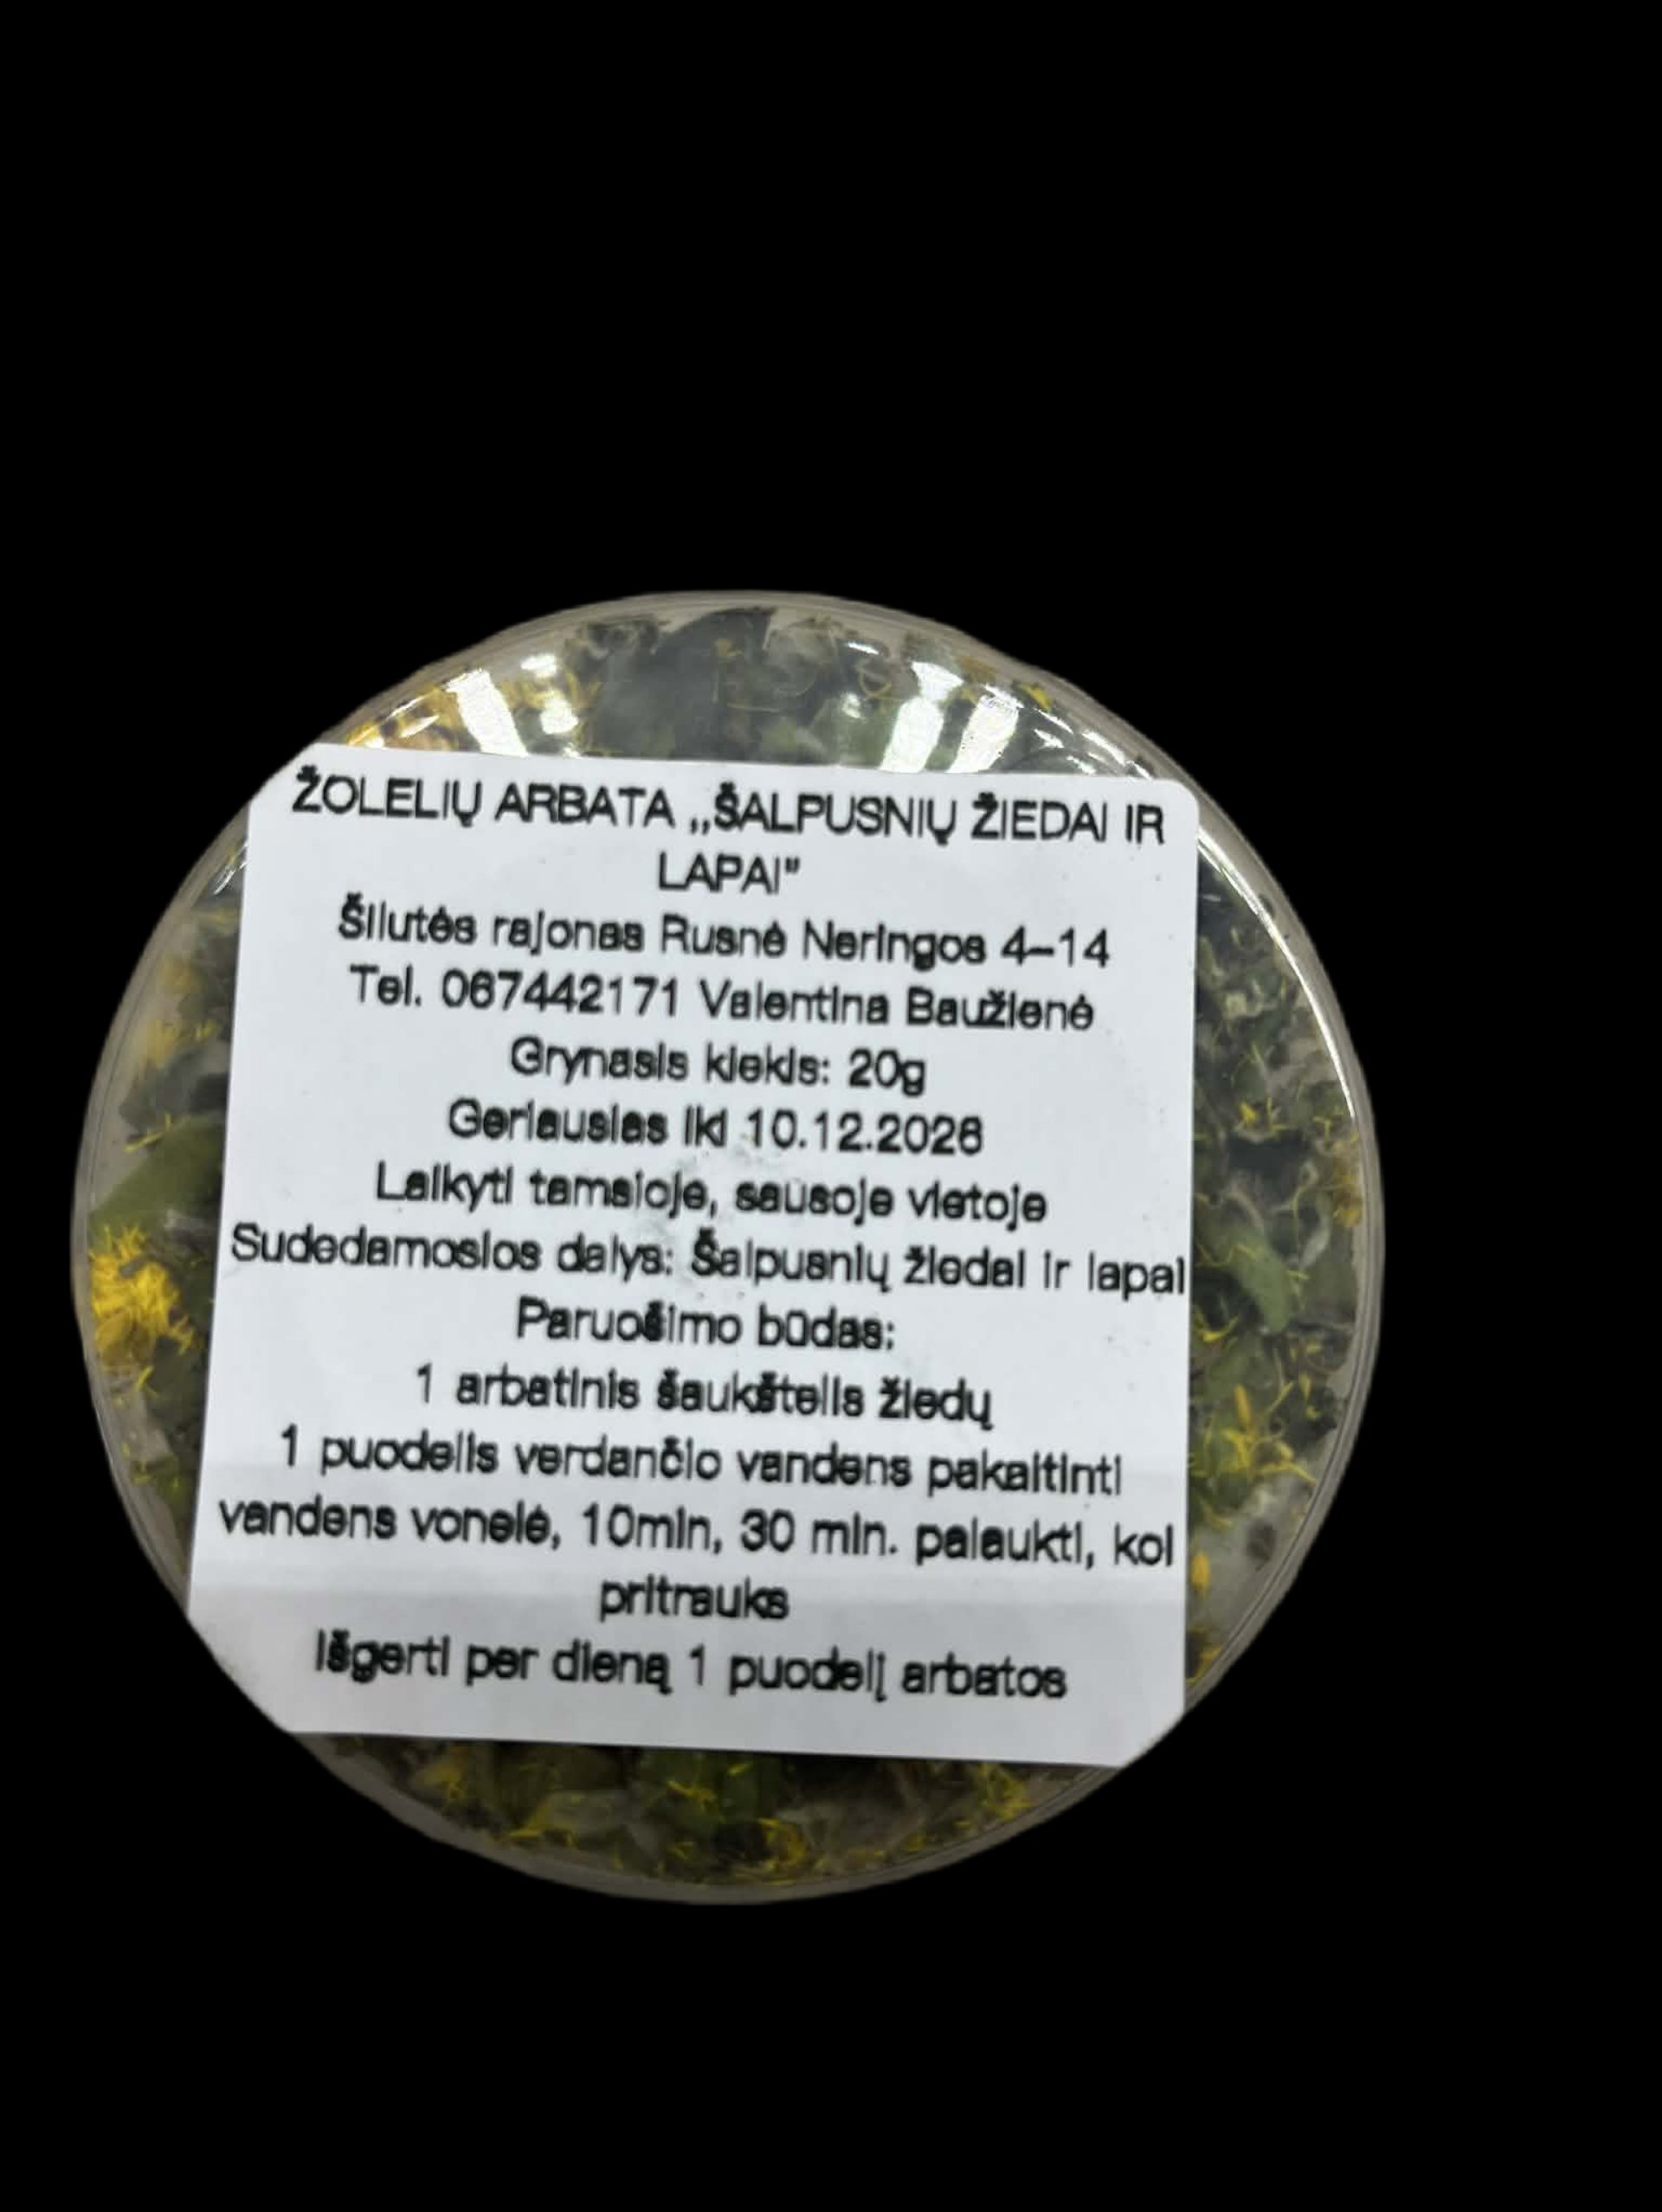 ŽOLELIŲ ARBATA ,,ŠALPUSNIŲ ŽIEDAI IR
LAPAI”
Šilutės rajonas Rusnė Neringos 4–14
Tel. 067442171 Valentina Baužienė
Grynasis kiekis: 20g
Geriausias iki 10.12.2026
Laikyti tamsioje, sausoje vietoje
Sudedamosios dalys: Šalpusnių žiedai ir lapai
Paruošimo būdas:
1 arbatinis šaukštelis žiedų
1 puodelis verdančio vandens pakaitinti
vandens vonelė, 10min, 30 min. palaukti, kol
pritrauks
Išgerti per dieną 1 puodelį arbatos